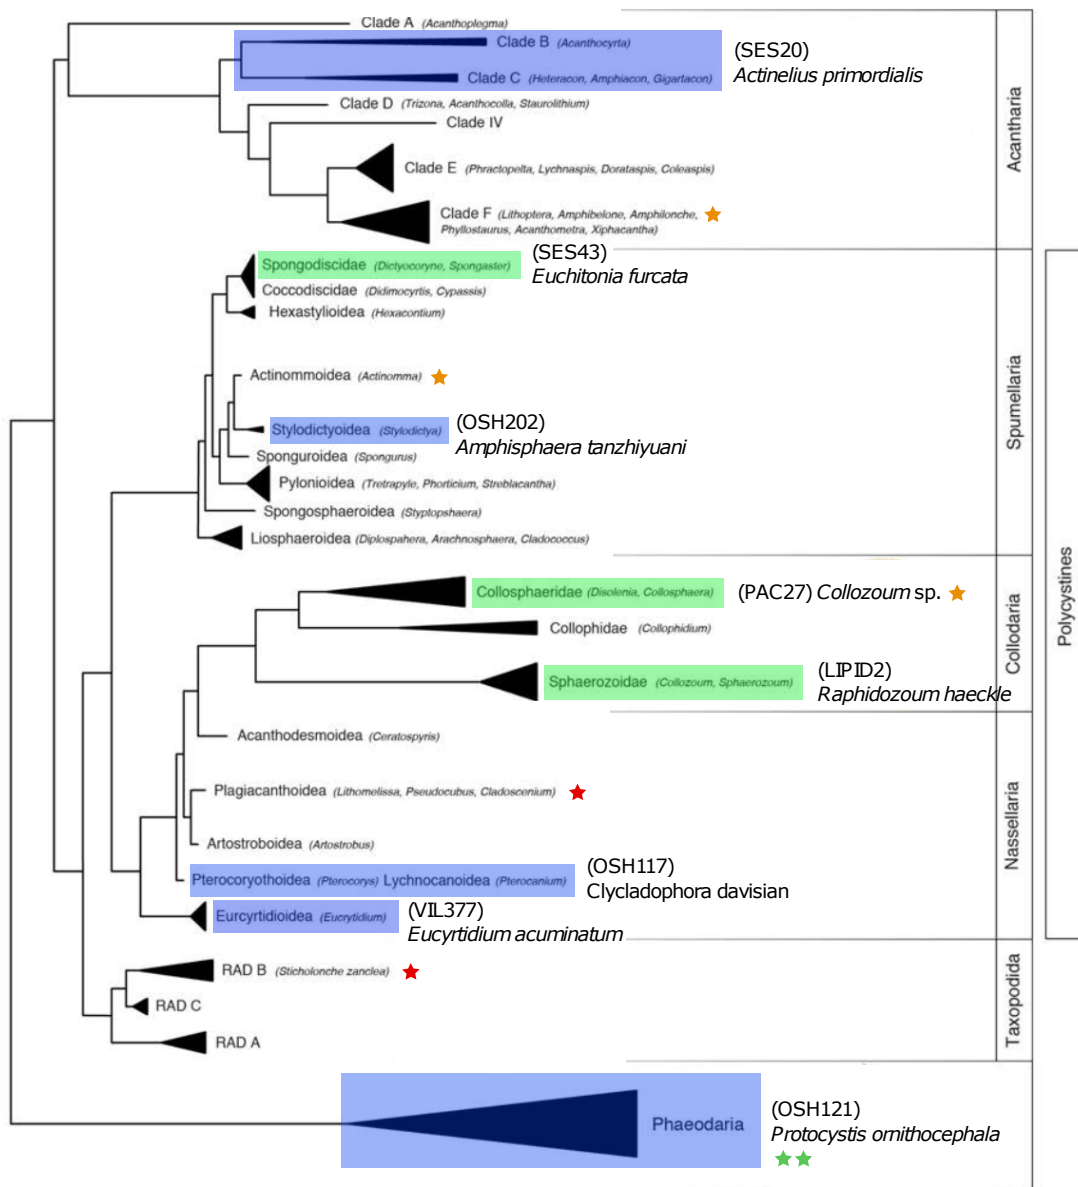 Clade A (Acanthoplegma)
Clade B (Acanthocyrta)
(SES20)
Clade C (Heteracon, Amphiacon, Gigartacon)
Actinelius primordialis
Clade D (Trizona, Acanthocolla, Staurolithium)
Clade IV
Clade E (Phractopelta, Lychnaspis, Dorataspis, Coleaspis)
Clade F (Lithoptera, Amphibelone, Amphilonche,
Phyllostaurus, Acanthometra, Xiphacantha)
Acantharia
Spongodiscidae (Dictyocoryne, Spongaster)
(SES43)
Euchitonia furcata
Coccodiscidae (Didimocyrtis, Cypassis)
Hexastylioidea (Hexacontium)
Actinommoidea (Actinomma)
Stylodictyoidea (Stylodictya)
(OSH202)
Amphisphaera tanzhiyuani
Sponguroidea (Spongurus)
Pylonioidea (Tretrapyle, Phorticium, Streblacantha)
Spongosphaeroidea (Styptopshaera)
Liosphaeroidea (Diplospahera, Arachnosphaera, Cladococcus)
Spumellaria
Collosphaeridae (Disolenia, Collosphaera)
(PAC27) Collozoum sp.
Collophidae (Collophidium)
Sphaerozoidae (Collozoum, Sphaerozoum)
(LIPID2)
Raphidozoum haeckle
Collodaria
Polycystines
Acanthodesmoidea (Ceratospyris)
Plagiacanthoidea (Lithomelissa, Pseudocubus, Cladoscenium)
Artostroboidea (Artostrobus)
Pterocoryothoidea (Pterocorys) Lychnocanoidea (Pterocanium)
(OSH117)
Clycladophora davisian
Eurcyrtidioidea (Eucrytidium)
(VIL377)
Eucyrtidium acuminatum
Nassellaria
RAD B (Sticholonche zanclea)
RAD C
RAD A
Taxopodida
Phaeodaria
(OSH121)
Protocystis ornithocephala